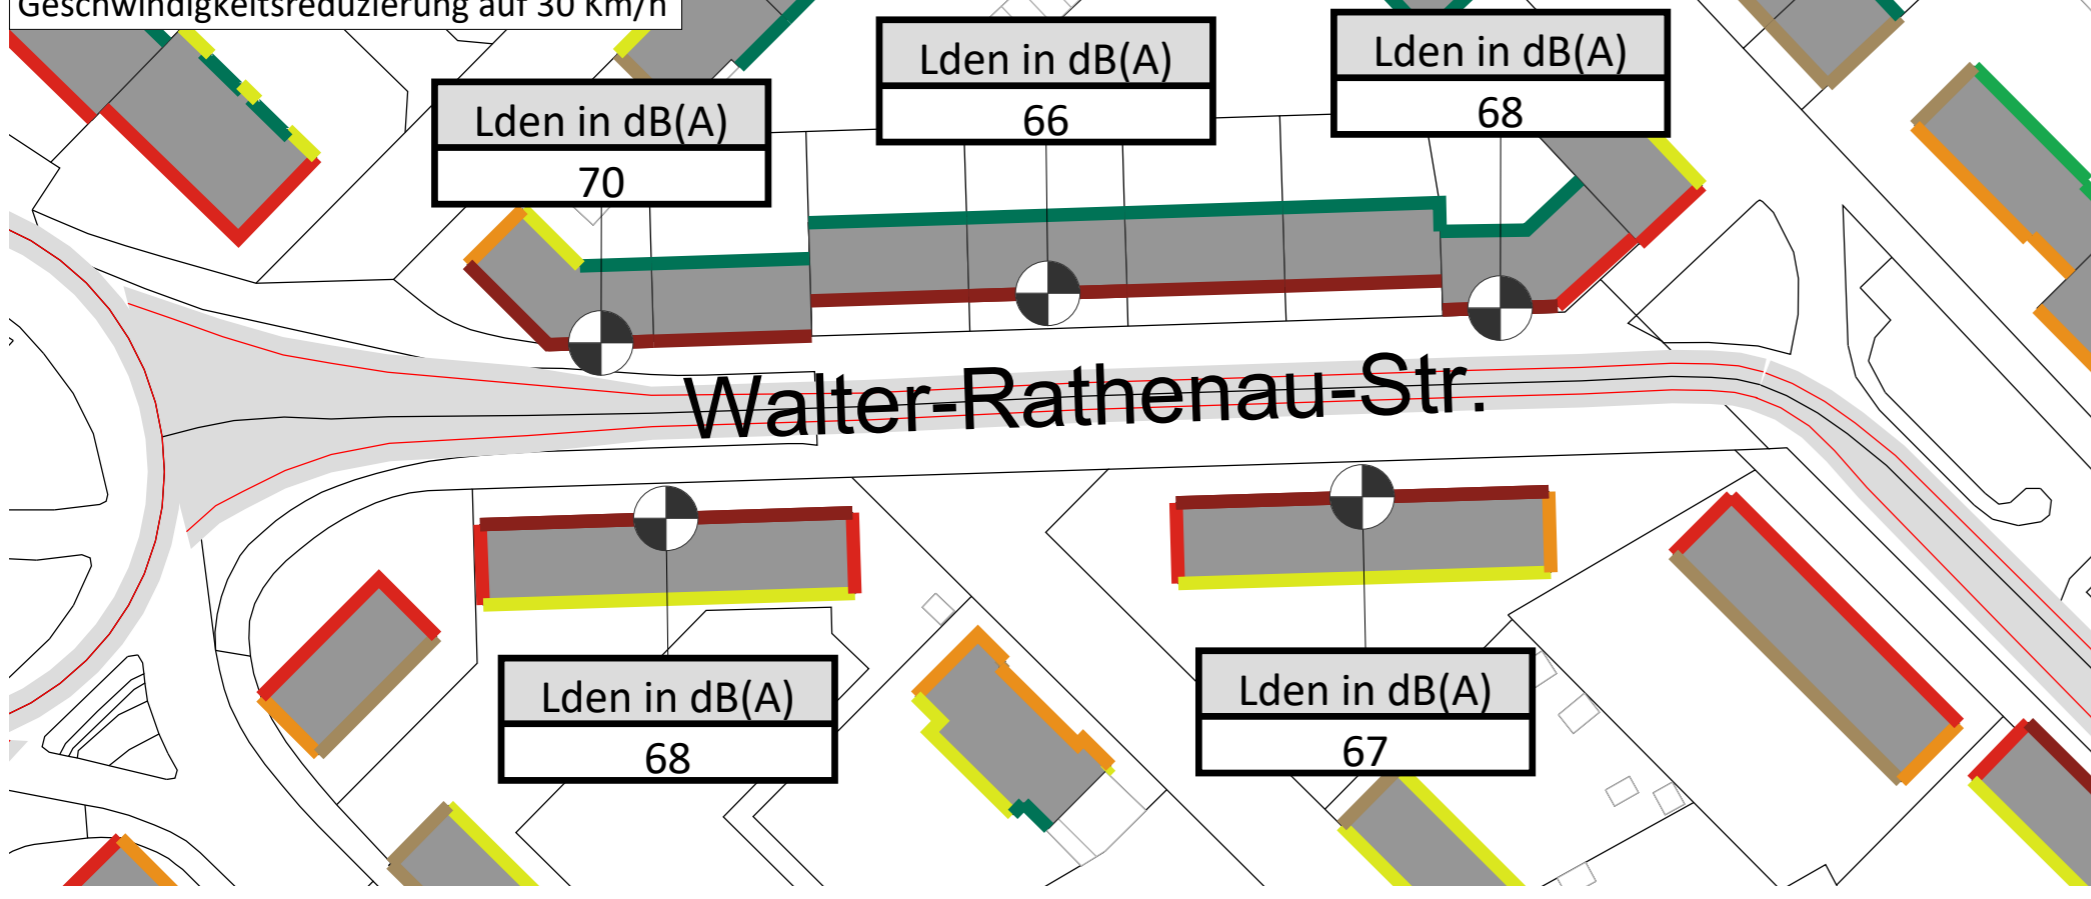 Geschwindigkeitsreduzierung auf 30 Km/h
Lden in dB(A)
70
Lden in dB(A)
66
Lden in dB(A)
68
Walter-Rathenau-Str.
Lden in dB(A)
68
Lden in dB(A)
67